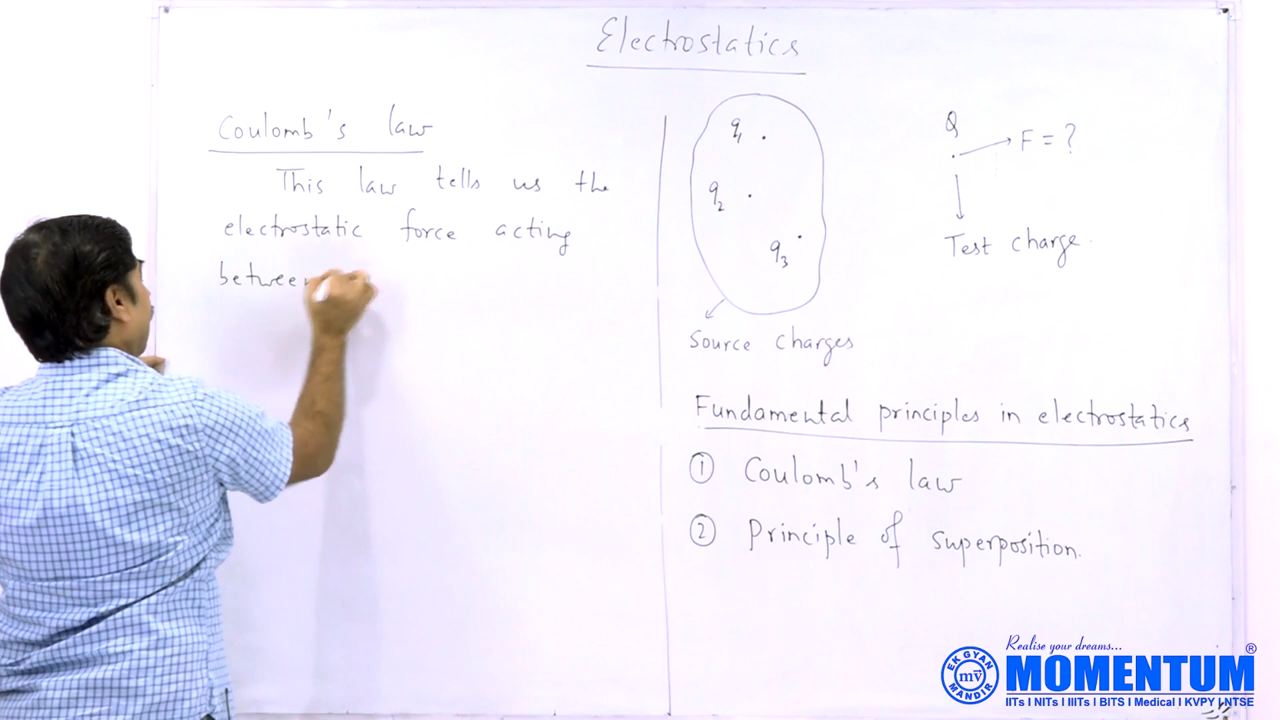 Electrostatics
Coulomb's law
This law tells us the
electrostatic force acting
between
q1
q2
q3
Source charges
Q
F = ?
Test charge.
Fundamental principles in electrostatics
① Coulomb's law
② Principle of superposition.
Realise your dreams...
EK GYAN MANDIR
mv
MOMENTUM®
IITs I NITs I IIITs I BITS I Medical I KVPY I NTSE